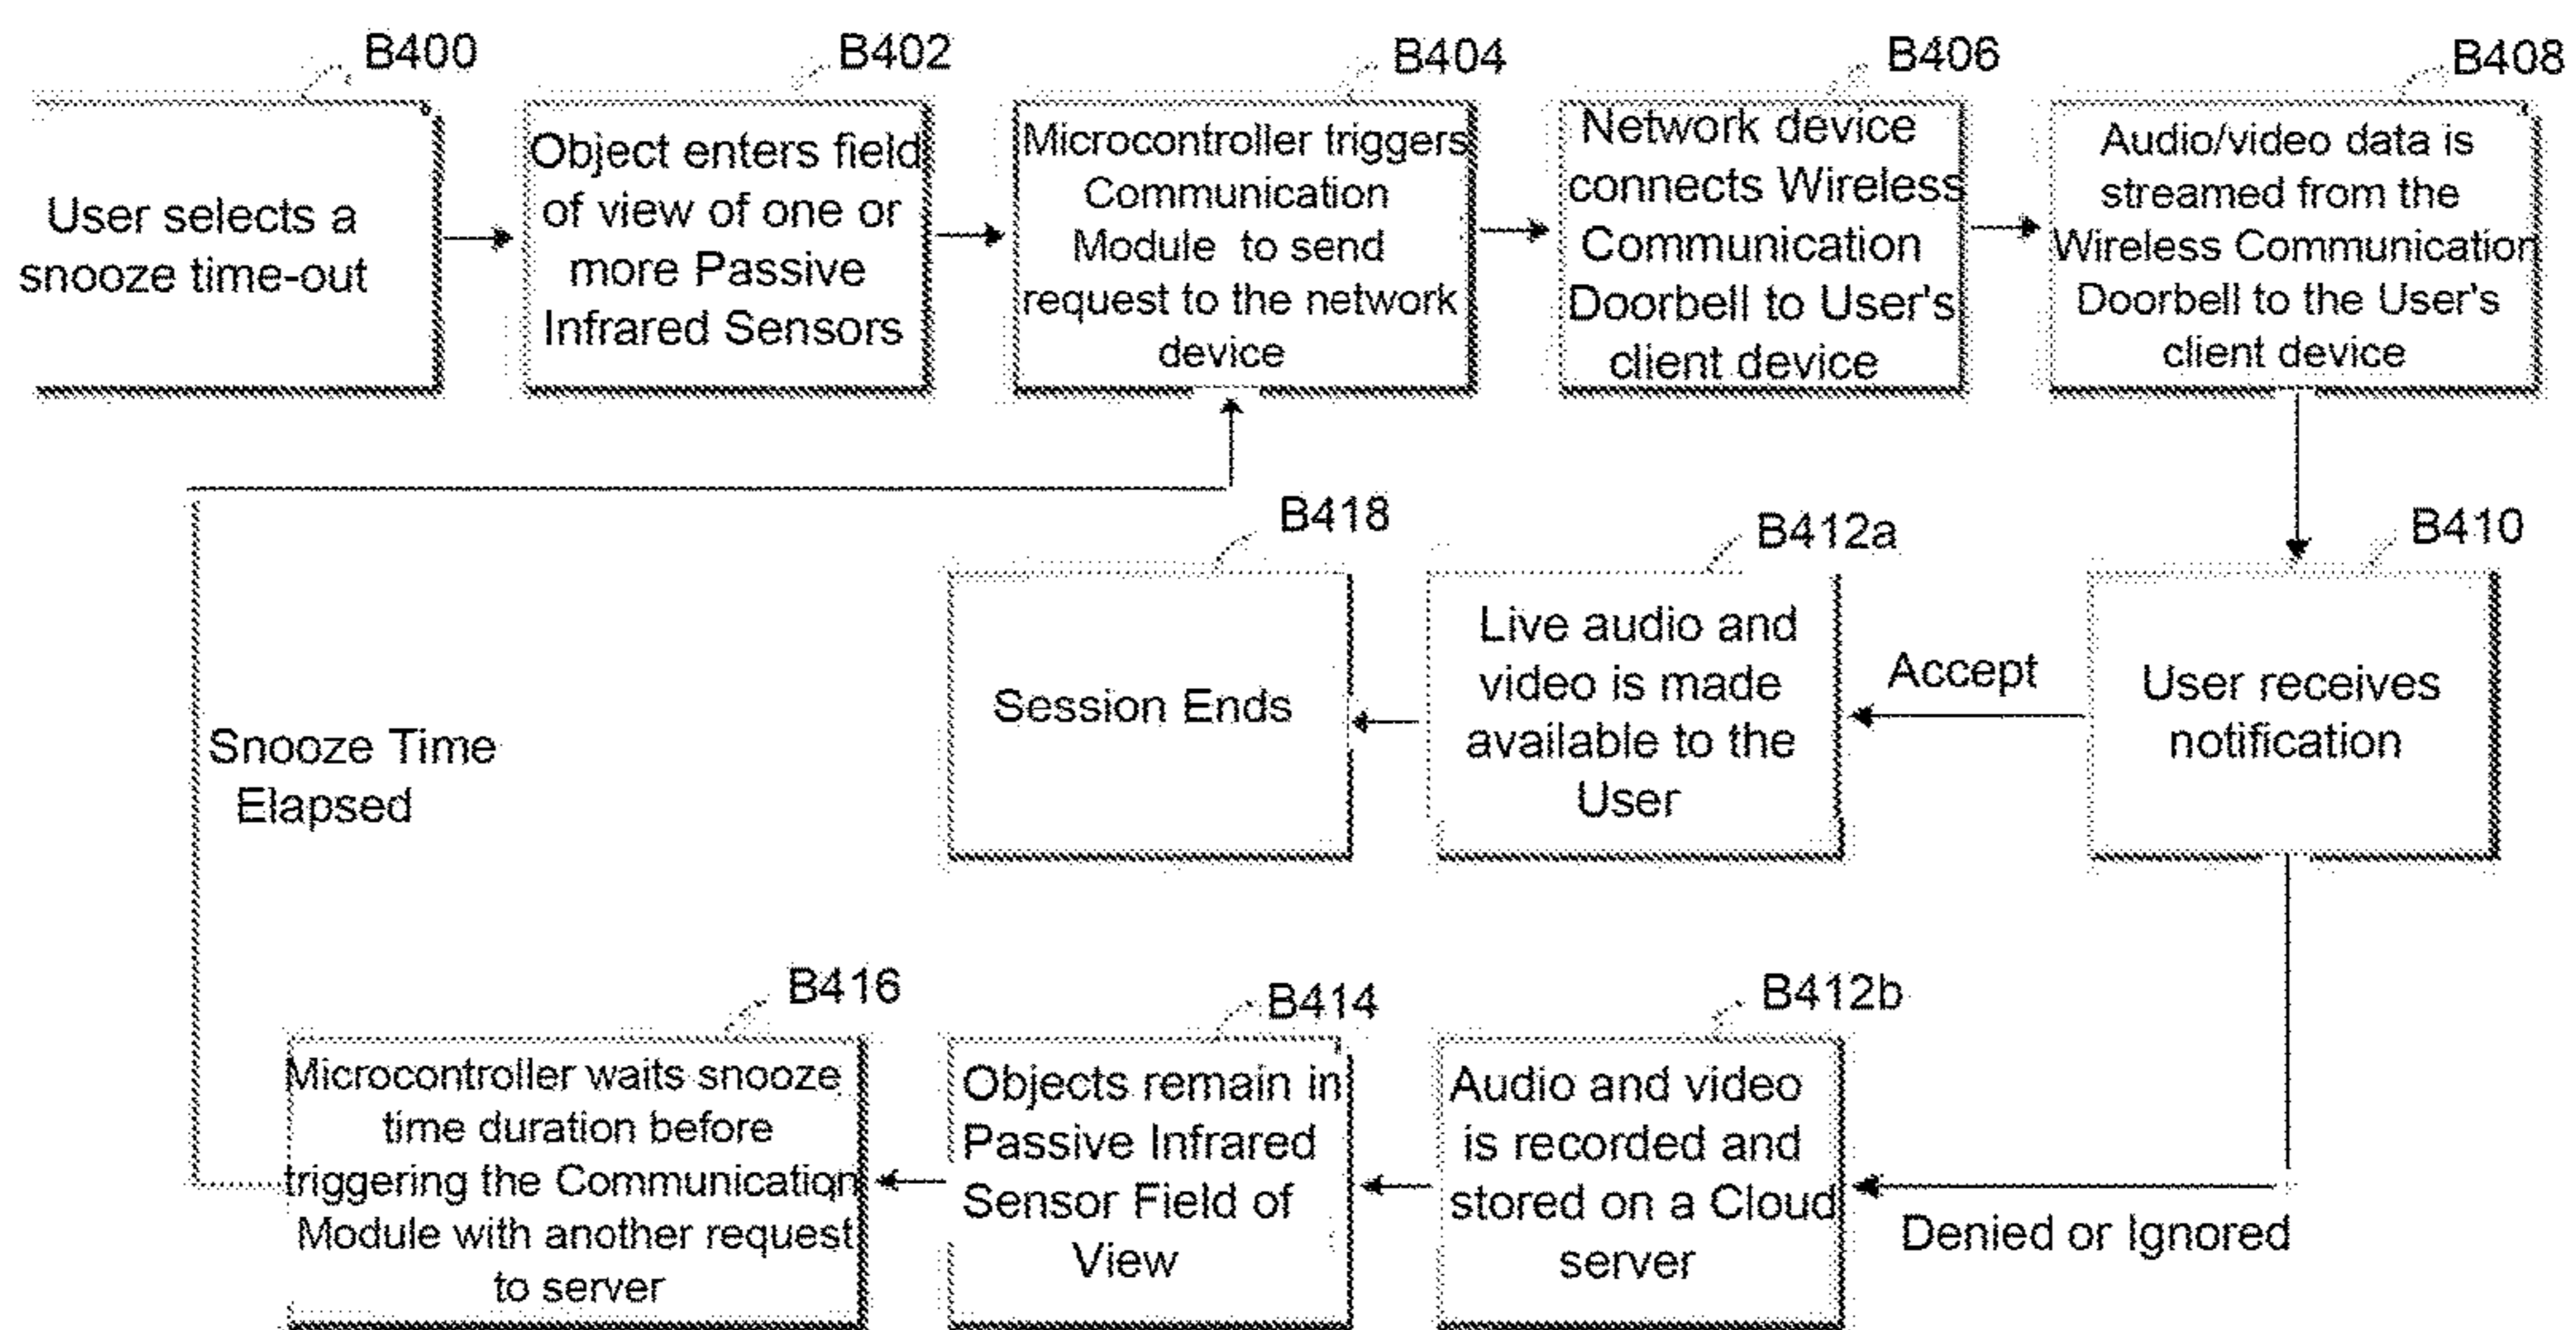 B400
User selects a
snooze time-out
B402
Object enters field
of view of one or
more Passive
Infrared Sensors
B404
Microcontroller triggers
Communication
Module to send
request to the network
device
B406
Network device
connects Wireless
Communication
Doorbell to User's
client device
B408
Audio/video data is
streamed from the
Wireless Communication
Doorbell to the User's
client device
B410
User receives
notification
Accept
B412a
Live audio and
video is made
available to the
User
B418
Session Ends
Denied or Ignored
B412b
Audio and video
is recorded and
stored on a Cloud
server
B414
Objects remain in
Passive Infrared
Sensor Field of
View
B416
Microcontroller waits snooze
time duration before
triggering the Communication
Module with another request
to server
Snooze Time
Elapsed